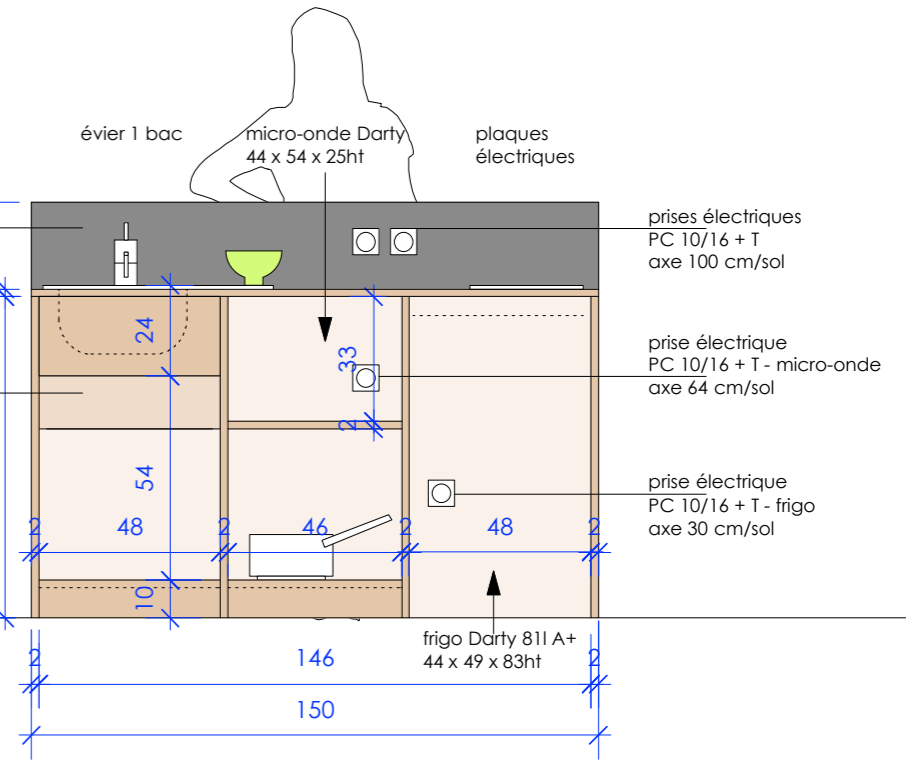 évier 1 bac
micro-onde Darty
44 x 54 x 25ht
plaques
électriques
prises électriques
PC 10/16 + T
axe 100 cm/sol
24
33
prise électrique
PC 10/16 + T - micro-onde
axe 64 cm/sol
2
54
prise électrique
PC 10/16 + T - frigo
axe 30 cm/sol
2 48 2 46 2 48 2
10
frigo Darty 81l A+
44 x 49 x 83ht
2 146 2
150